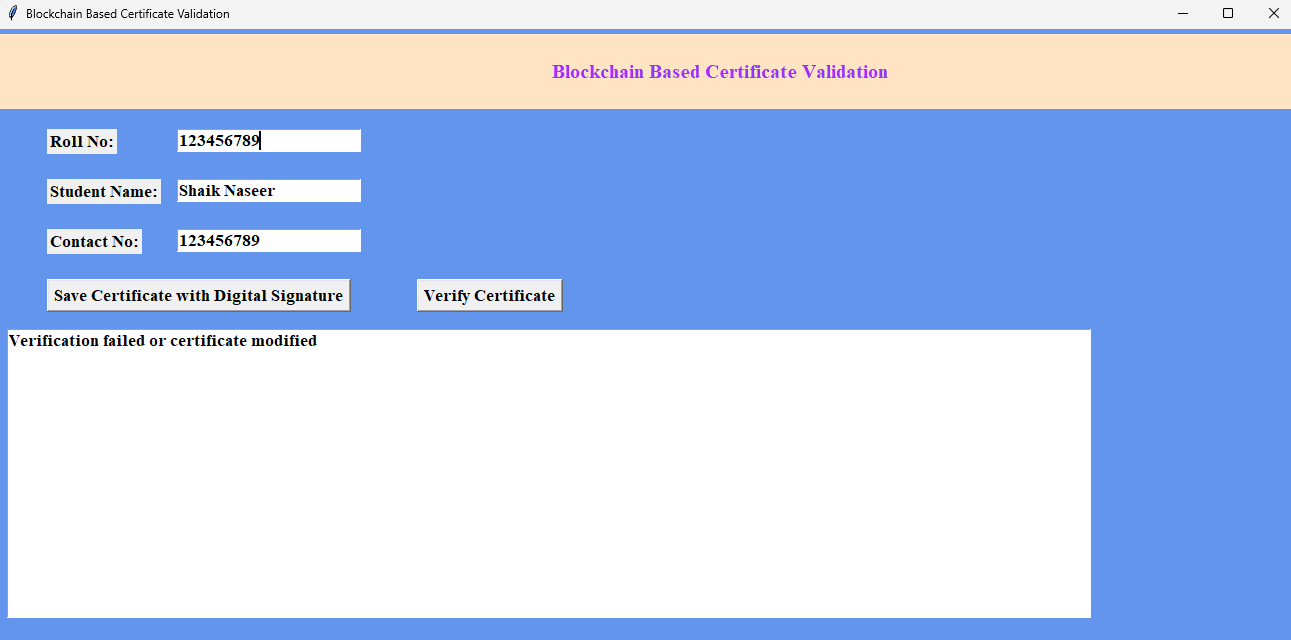 Blockchain Based Certificate Validation
Blockchain Based Certificate Validation
Roll No: 123456789
Student Name: Shaik Naseer
Contact No: 123456789
Save Certificate with Digital Signature Verify Certificate
Verification failed or certificate modified